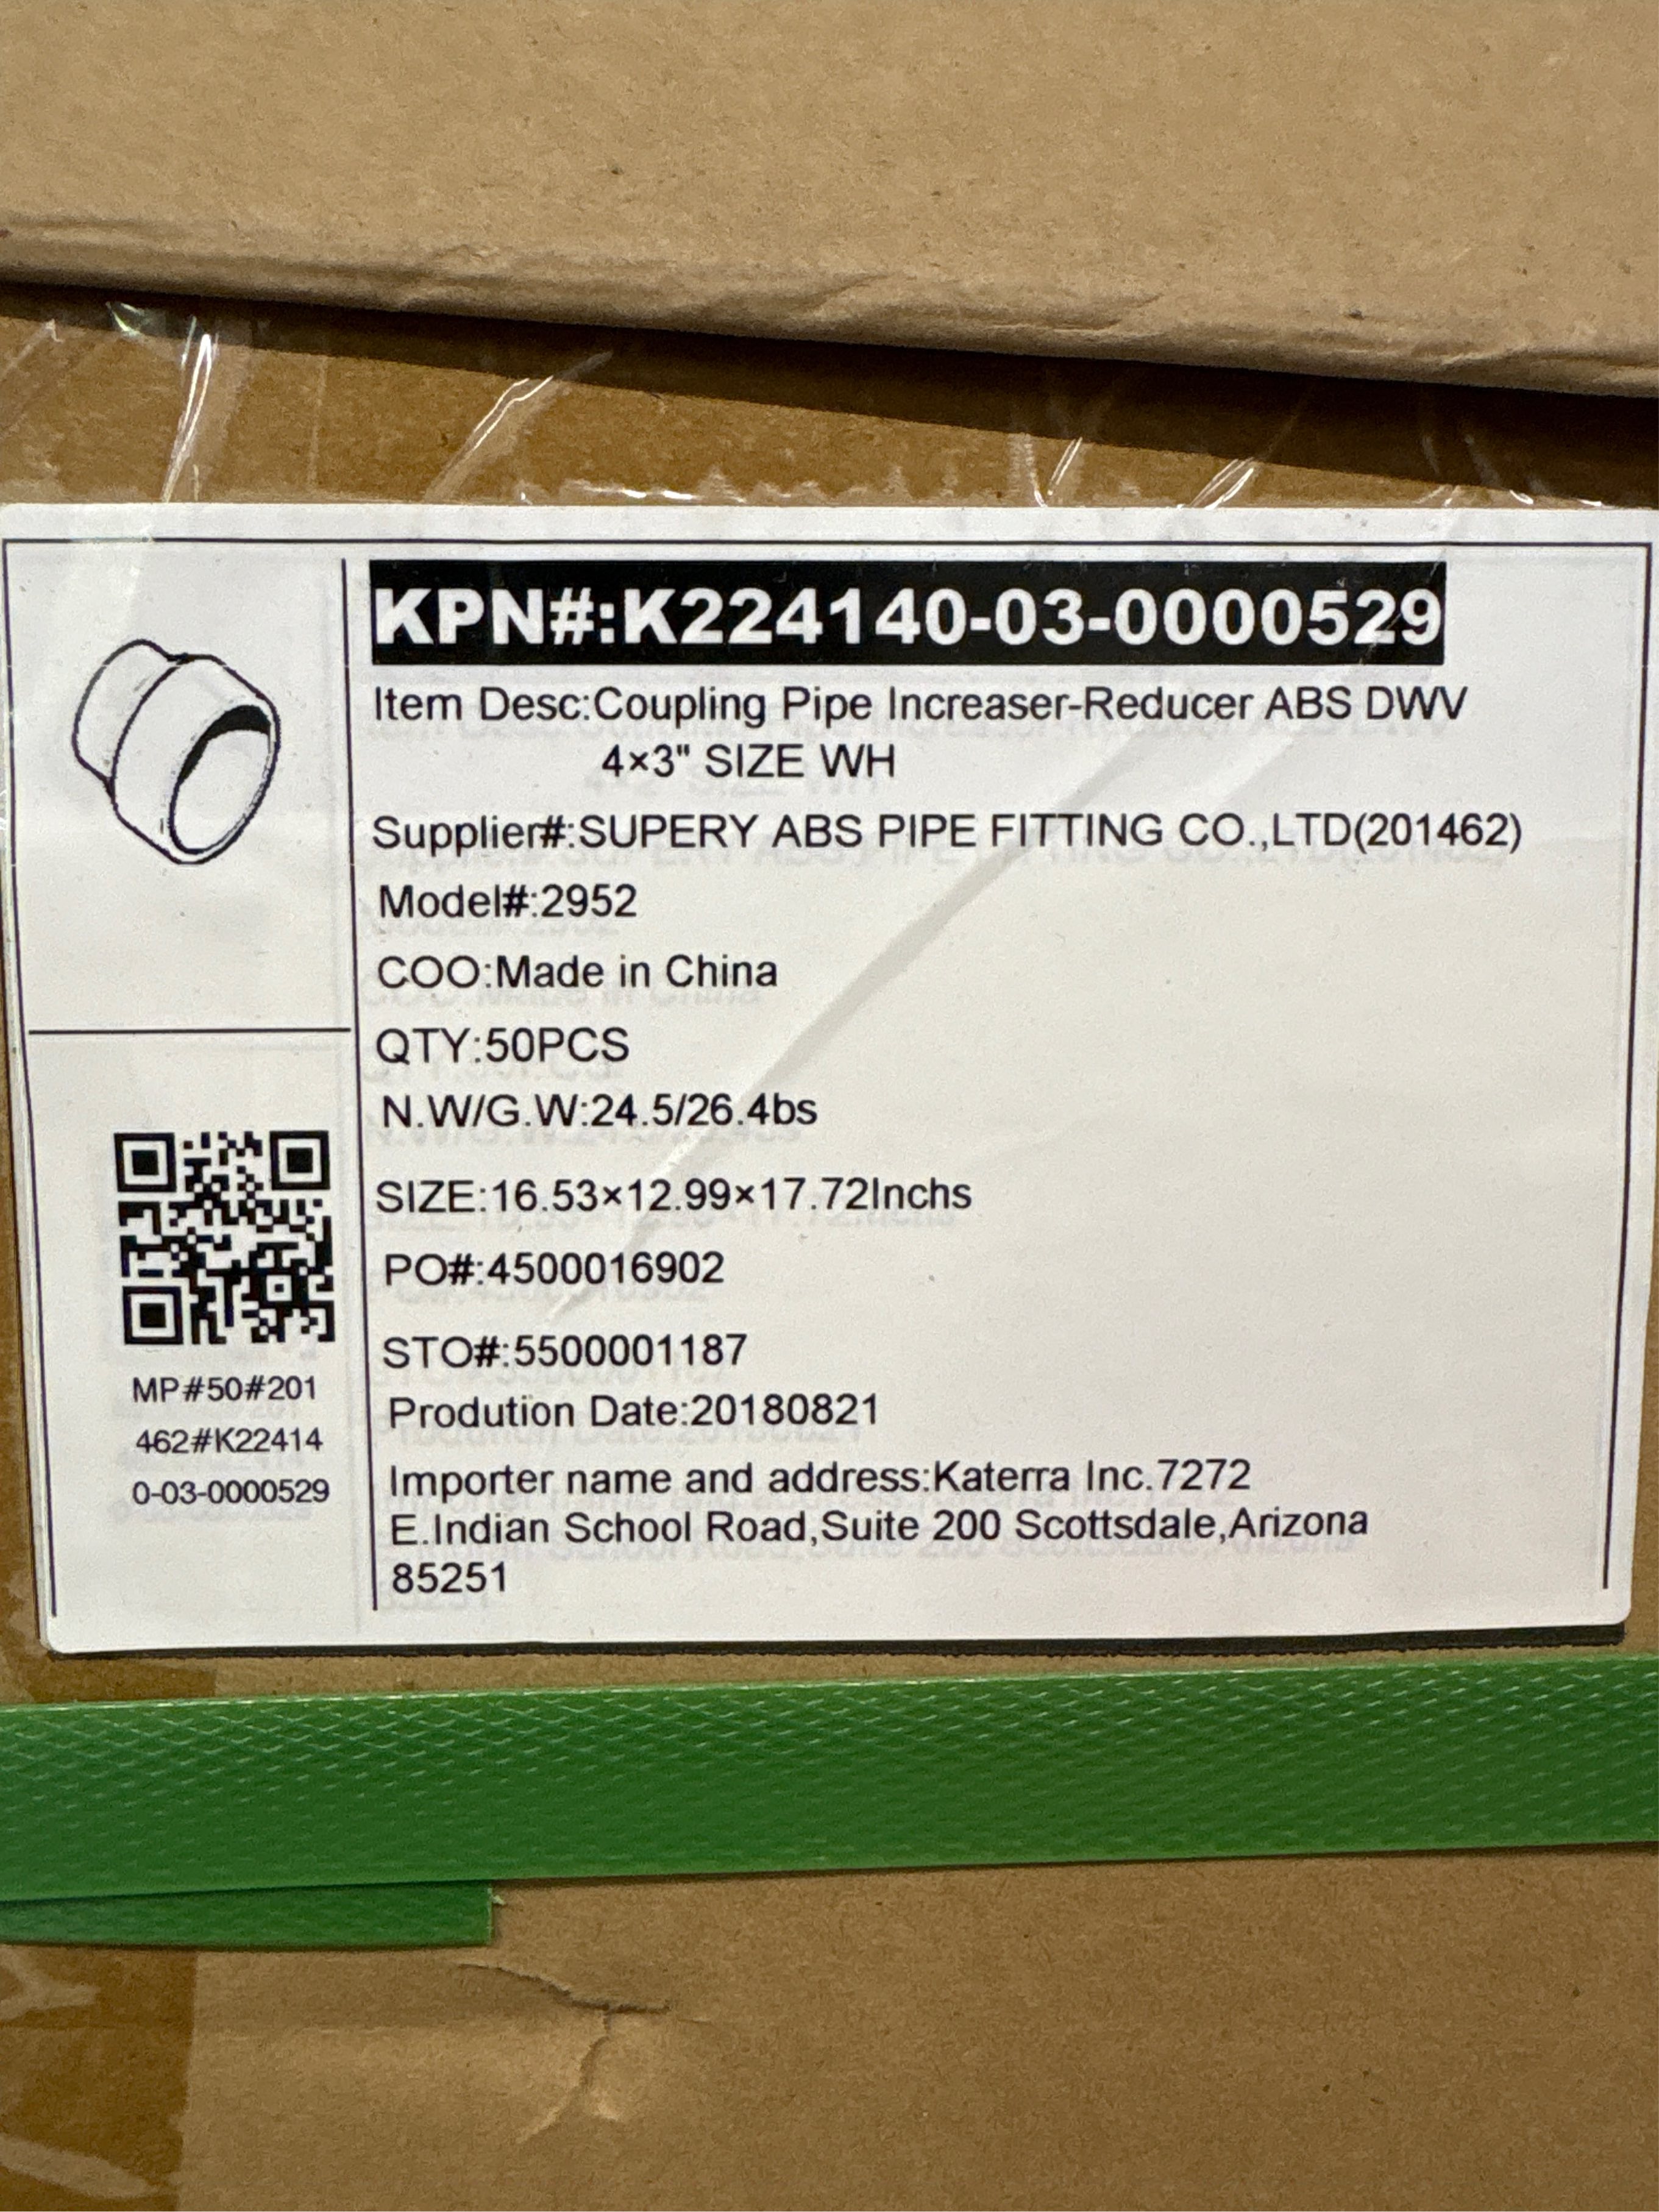 KPN#:K224140-03-0000529
Item Desc:Coupling Pipe Increaser-Reducer ABS DWV
4×3" SIZE WH
Supplier#:SUPERY ABS PIPE FITTING CO.,LTD(201462)
Model#:2952
COO:Made in China
QTY:50PCS
N.W/G.W:24.5/26.4bs
SIZE:16.53×12.99×17.72Inchs
PO#:4500016902
STO#:5500001187
Prodution Date:20180821
Importer name and address:Katerra Inc.7272
E.Indian School Road,Suite 200 Scottsdale,Arizona
85251
MP#50#201
462#K22414
0-03-0000529